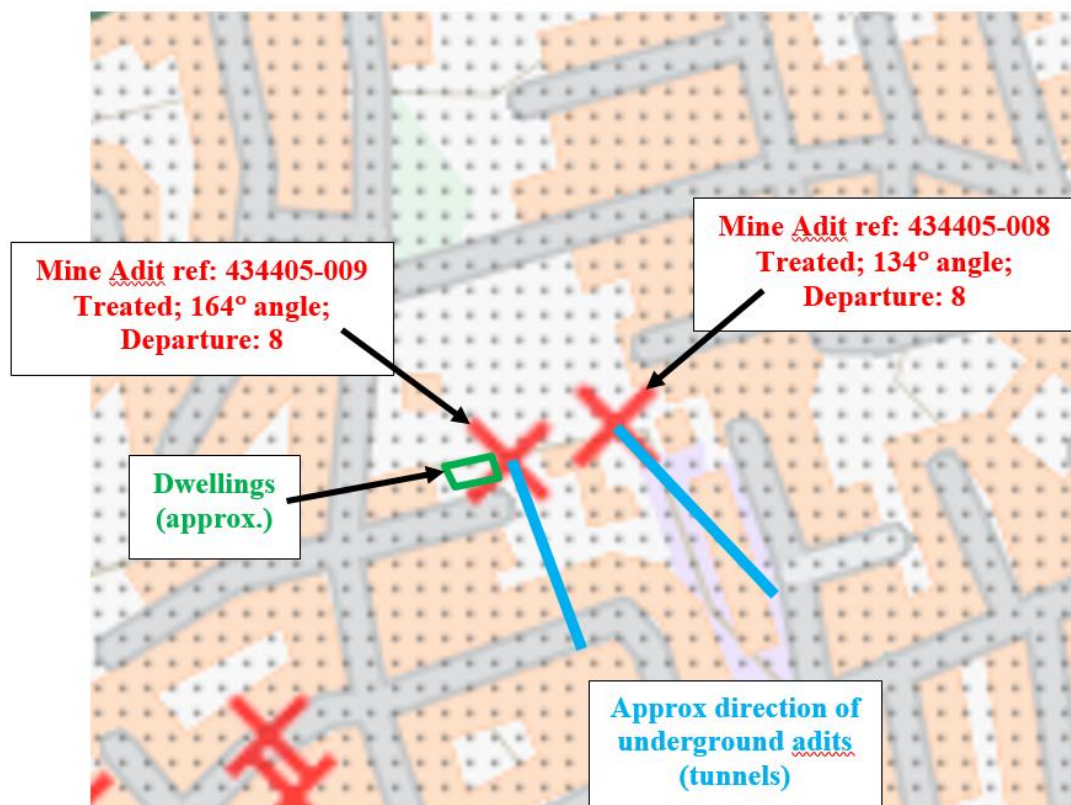 Mine Adit ref: 434405-009
Treated; 164° angle;
Departure: 8
Mine Adit ref: 434405-008
Treated; 134° angle;
Departure: 8
Dwellings
(approx.)
Approx direction of
underground adits
(tunnels)